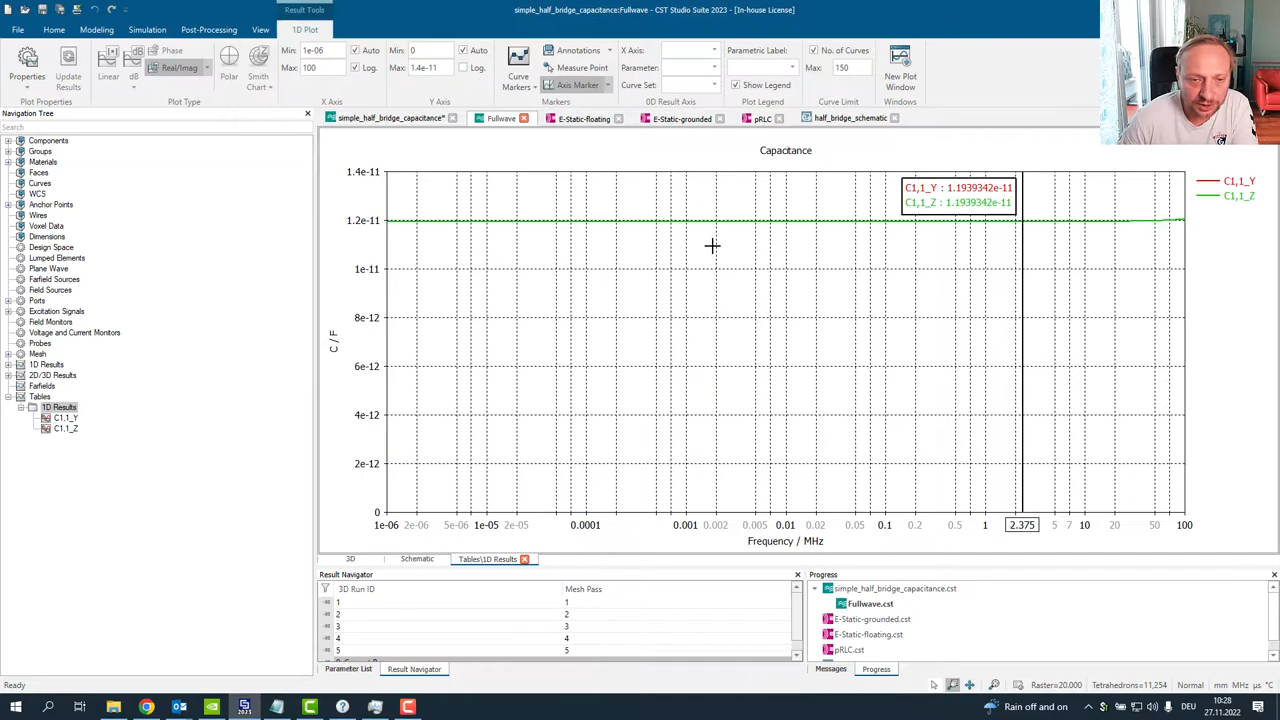 Result Tools
simple_half_bridge_capacitance:Fullwave - CST Studio Suite 2023 - [In-house License]
File Home Modeling Simulation Post-Processing View 1D Plot
Properties
Update Results
Plot Properties
Linear
dB
Phase
Real/Imag
Polar
Smith Chart
Plot Type
Min: 1e-06 Auto
Max: 100 Log.
X Axis
Min: 0 Auto
Max: 1.4e-11 Log.
Y Axis
Curve Markers
Annotations
Measure Point
Axis Marker
Markers
X Axis:
Parameter:
Curve Set:
0D Result Axis
Parametric Label:
Show Legend
Plot Legend
No. of Curves
Max: 150
Curve Limit
New Plot Window
Windows
Navigation Tree
Search
Components
Groups
Materials
Faces
Curves
WCS
Anchor Points
Wires
Voxel Data
Dimensions
Design Space
Lumped Elements
Plane Wave
Farfield Sources
Field Sources
Ports
Excitation Signals
Field Monitors
Voltage and Current Monitors
Probes
Mesh
1D Results
2D/3D Results
Farfields
Tables
1D Results
C1,1_Y
C1,1_Z
simple_half_bridge_capacitance* Fullwave E-Static-floating E-Static-grounded pRLC half_bridge_schematic
Capacitance
C1,1_Y : 1.1939342e-11
C1,1_Z : 1.1939342e-11
C1,1_Y
C1,1_Z
1.4e-11
1.2e-11
1e-11
8e-12
6e-12
4e-12
2e-12
0
C / F
1e-06 2e-06 5e-06 1e-05 2e-05 0.0001 0.001 0.002 0.005 0.01 0.02 0.05 0.1 0.2 0.5 1 2.375 5 7 10 20 50 100
Frequency / MHz
3D Schematic Tables\1D Results
Result Navigator
3D Run ID Mesh Pass
1 1
2 2
3 3
4 4
5 5
Parameter List Result Navigator
Progress
simple_half_bridge_capacitance.cst
Fullwave.cst
E-Static-grounded.cst
E-Static-floating.cst
pRLC.cst
Messages Progress
Ready
Raster=20.000 Tetrahedrons=11,254 Normal mm MHz µs °C
2023
Rain off and on
DEU
10:28
27.11.2022